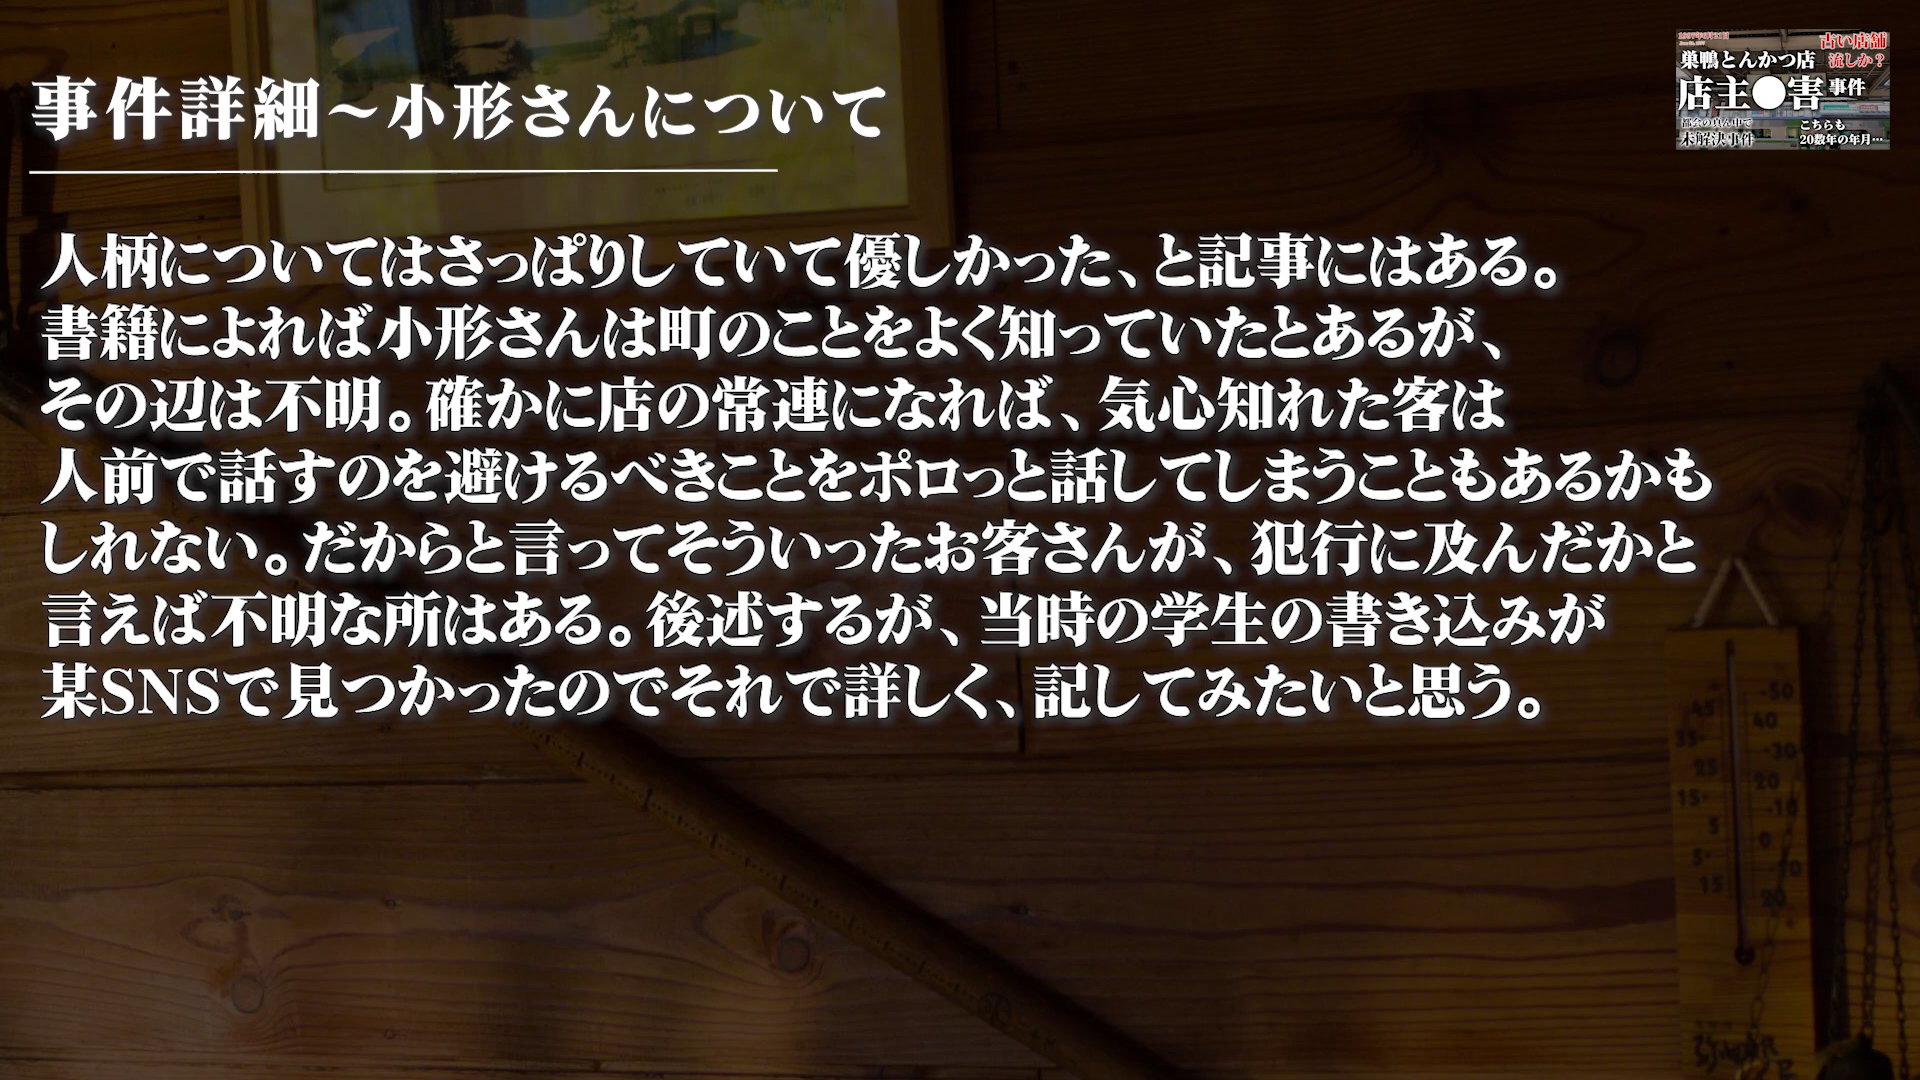 事件詳細～小形さんについて
古い店舗
巣鴨とんかつ店
流しか？
店主●害事件
未解決事件
こちらも
20数年の年月…
人柄についてはさっぱりしていて優しかった、と記事にはある。
書籍によれば小形さんは町のことをよく知っていたとあるが、
その辺は不明。確かに店の常連になれば、気心知れた客は
人前で話すのを避けるべきことをポロっと話してしまうこともあるかも
しれない。だからと言ってそういったお客さんが、犯行に及んだかと
言えば不明な所はある。後述するが、当時の学生の書き込みが
某SNSで見つかったのでそれで詳しく、記してみたいと思う。